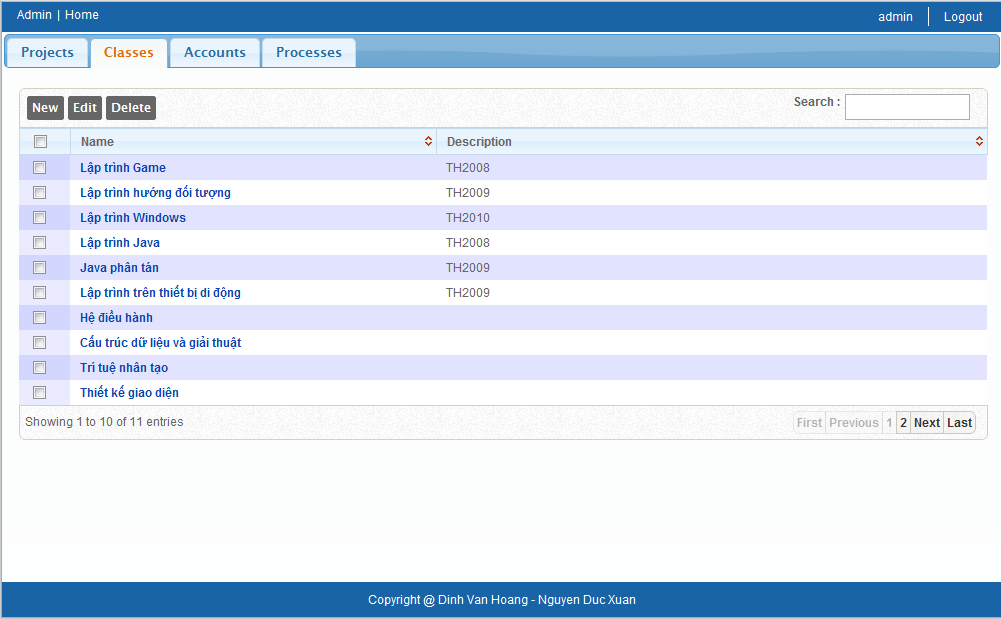 Admin | Home admin Logout
Projects Classes Accounts Processes
New Edit Delete Search :
Name Description
Lập trình Game TH2008
Lập trình hướng đối tượng TH2009
Lập trình Windows TH2010
Lập trình Java TH2008
Java phân tán TH2009
Lập trình trên thiết bị di động TH2009
Hệ điều hành
Cấu trúc dữ liệu và giải thuật
Trí tuệ nhân tạo
Thiết kế giao diện
Showing 1 to 10 of 11 entries First Previous 1 2 Next Last
Copyright @ Dinh Van Hoang - Nguyen Duc Xuan